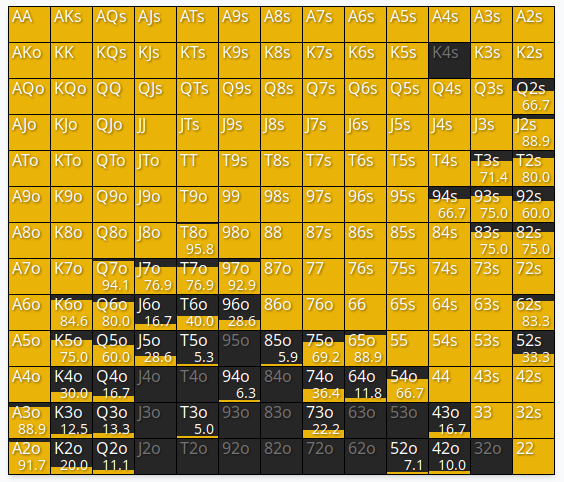 AA AKs AQs AJs ATs A9s A8s A7s A6s A5s A4s A3s A2s
AKo KK KQs KJs KTs K9s K8s K7s K6s K5s K4s K3s K2s
AQo KQo QQ QJs QTs Q9s Q8s Q7s Q6s Q5s Q4s Q3s Q2s
66.7
AJo KJo QJo JJ JTs J9s J8s J7s J6s J5s J4s J3s J2s
88.9
ATo KTo QTo JTo TT T9s T8s T7s T6s T5s T4s T3s T2s
71.4 80.0
A9o K9o Q9o J9o T9o 99 98s 97s 96s 95s 94s 93s 92s
66.7 75.0 60.0
A8o K8o Q8o J8o T8o 98o 88 87s 86s 85s 84s 83s 82s
95.8 75.0 75.0
A7o K7o Q7o J7o T7o 97o 87o 77 76s 75s 74s 73s 72s
94.1 76.9 76.9 92.9
A6o K6o Q6o J6o T6o 96o 86o 76o 66 65s 64s 63s 62s
84.6 80.0 16.7 40.0 28.6 83.3
A5o K5o Q5o J5o T5o 95o 85o 75o 65o 55 54s 53s 52s
75.0 60.0 28.6 5.3 5.9 69.2 88.9 33.3
A4o K4o Q4o J4o T4o 94o 84o 74o 64o 54o 44 43s 42s
30.0 16.7 6.3 36.4 11.8 66.7
A3o K3o Q3o J3o T3o 93o 83o 73o 63o 53o 43o 33 32s
88.9 12.5 13.3 5.0 22.2 16.7
A2o K2o Q2o J2o T2o 92o 82o 72o 62o 52o 42o 32o 22
91.7 20.0 11.1 7.1 10.0